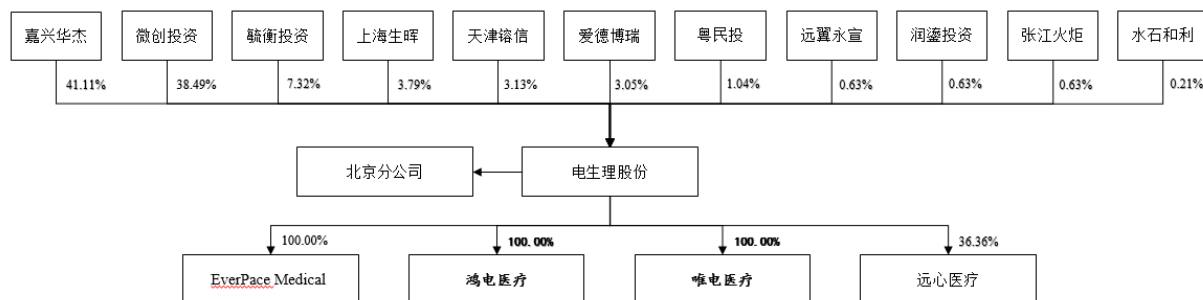 嘉兴华杰 微创投资 毓衡投资 上海生晖 天津镕信 爱德博瑞 粤民投 远翼永宣 润鎏投资 张江火炬 水石和利
41.11% 38.49% 7.32% 3.79% 3.13% 3.05% 1.04% 0.63% 0.63% 0.63% 0.21%
北京分公司 电生理股份
100.00% 100.00% 100.00% 36.36%
EverPace Medical 鸿电医疗 唯电医疗 远心医疗